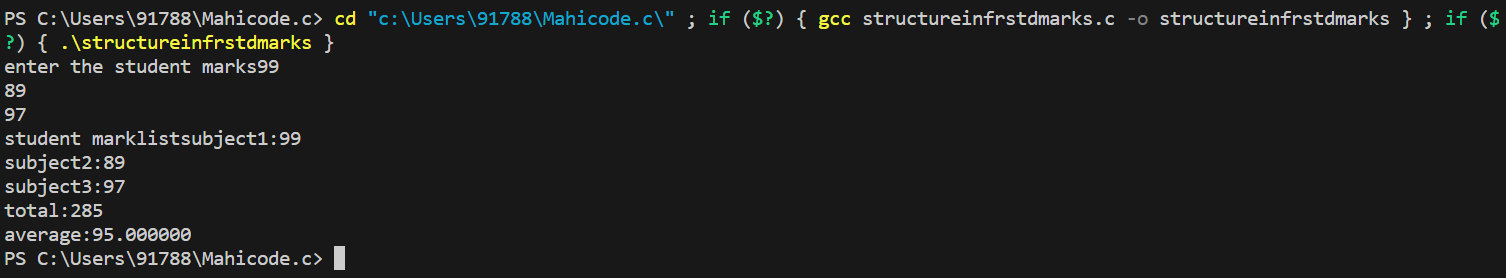 PS C:\Users\91788\Mahicode.c> cd "c:\Users\91788\Mahicode.c\" ; if ($?) { gcc structureinfrstdmarks.c -o structureinfrstdmarks } ; if ($
?) { .\structureinfrstdmarks }
enter the student marks99
89
97
student marklistsubject1:99
subject2:89
subject3:97
total:285
average:95.000000
PS C:\Users\91788\Mahicode.c>